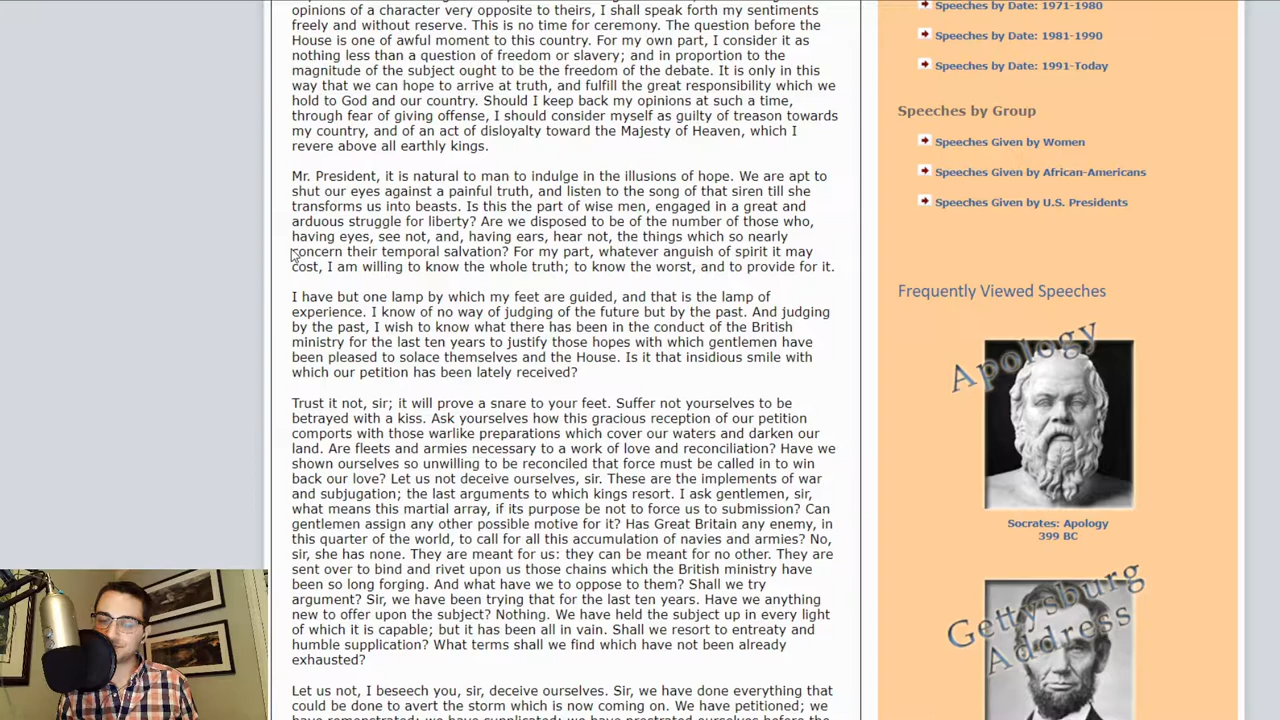 opinions of a character very opposite to theirs, I shall speak forth my sentiments
freely and without reserve. This is no time for ceremony. The question before the
House is one of awful moment to this country. For my own part, I consider it as
nothing less than a question of freedom or slavery; and in proportion to the
magnitude of the subject ought to be the freedom of the debate. It is only in this
way that we can hope to arrive at truth, and fulfill the great responsibility which we
hold to God and our country. Should I keep back my opinions at such a time,
through fear of giving offense, I should consider myself as guilty of treason towards
my country, and of an act of disloyalty toward the Majesty of Heaven, which I
revere above all earthly kings.
Mr. President, it is natural to man to indulge in the illusions of hope. We are apt to
shut our eyes against a painful truth, and listen to the song of that siren till she
transforms us into beasts. Is this the part of wise men, engaged in a great and
arduous struggle for liberty? Are we disposed to be of the number of those who,
having eyes, see not, and, having ears, hear not, the things which so nearly
concern their temporal salvation? For my part, whatever anguish of spirit it may
cost, I am willing to know the whole truth; to know the worst, and to provide for it.
I have but one lamp by which my feet are guided, and that is the lamp of
experience. I know of no way of judging of the future but by the past. And judging
by the past, I wish to know what there has been in the conduct of the British
ministry for the last ten years to justify those hopes with which gentlemen have
been pleased to solace themselves and the House. Is it that insidious smile with
which our petition has been lately received?
Trust it not, sir; it will prove a snare to your feet. Suffer not yourselves to be
betrayed with a kiss. Ask yourselves how this gracious reception of our petition
comports with those warlike preparations which cover our waters and darken our
land. Are fleets and armies necessary to a work of love and reconciliation? Have we
shown ourselves so unwilling to be reconciled that force must be called in to win
back our love? Let us not deceive ourselves, sir. These are the implements of war
and subjugation; the last arguments to which kings resort. I ask gentlemen, sir,
what means this martial array, if its purpose be not to force us to submission? Can
gentlemen assign any other possible motive for it? Has Great Britain any enemy, in
this quarter of the world, to call for all this accumulation of navies and armies? No,
sir, she has none. They are meant for us: they can be meant for no other. They are
sent over to bind and rivet upon us those chains which the British ministry have
been so long forging. And what have we to oppose to them? Shall we try
argument? Sir, we have been trying that for the last ten years. Have we anything
new to offer upon the subject? Nothing. We have held the subject up in every light
of which it is capable; but it has been all in vain. Shall we resort to entreaty and
humble supplication? What terms shall we find which have not been already
exhausted?
Let us not, I beseech you, sir, deceive ourselves. Sir, we have done everything that
could be done to avert the storm which is now coming on. We have petitioned; we
have remonstrated; we have supplicated; we have prostrated ourselves before the
Speeches by Date: 1971-1980
Speeches by Date: 1981-1990
Speeches by Date: 1991-Today
Speeches by Group
Speeches Given by Women
Speeches Given by African-Americans
Speeches Given by U.S. Presidents
Frequently Viewed Speeches
Apology
Socrates: Apology
399 BC
Gettysburg
Address